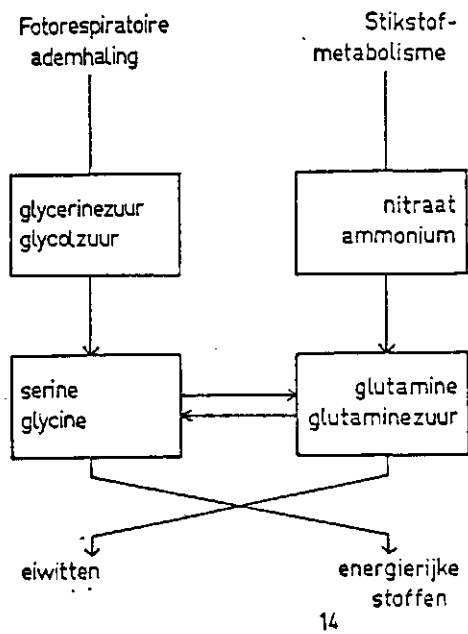 Fotorespiratoire
ademhaling
Stikstof-
metabolisme
glycerinezuur
glycolzuur
nitraat
ammonium
serine
glycine
glutamine
glutaminezuur
eiwitten
energierijke
stoffen
14